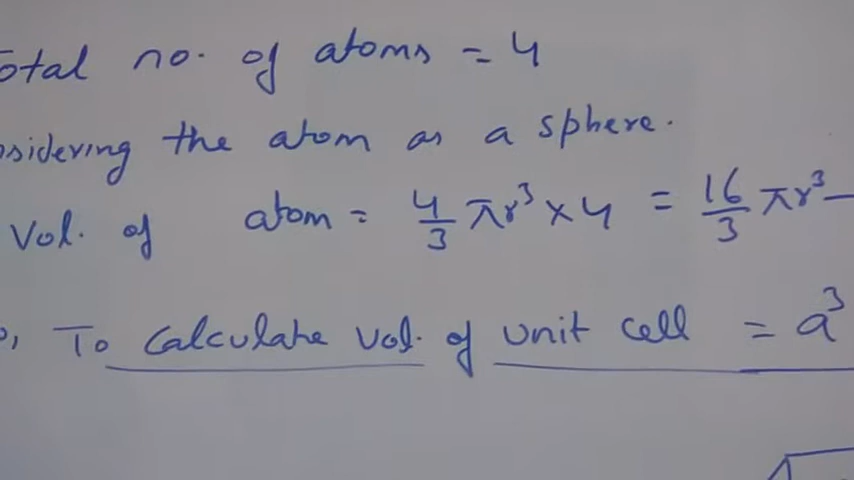 otal no. of atoms = 4
nsidering the atom as a sphere.
Vol. of atom = 4/3 πr³ × 4 = 16/3 πr³ —
, To calculate vol. of unit cell = a³